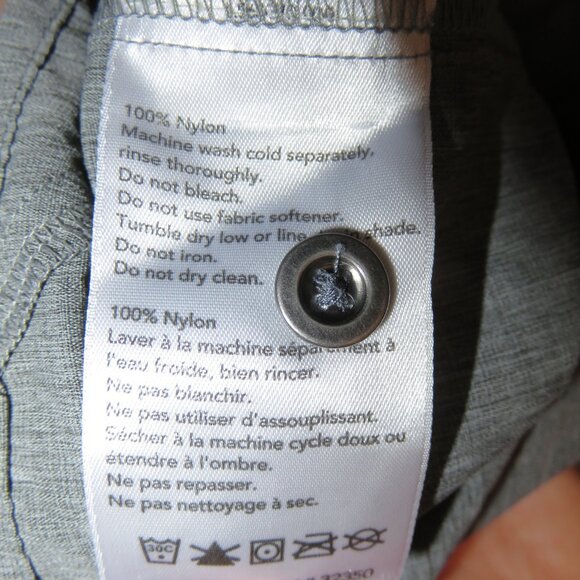 100% Nylon
Machine wash cold separately,
rinse thoroughly.
Do not bleach.
Do not use fabric softener.
Tumble dry low or line shade.
Do not iron.
Do not dry clean.
100% Nylon
Laver à la machine séparément à
l'eau froide, bien rincer.
Ne pas blanchir.
Ne pas utiliser d'assouplissant.
Sécher à la machine cycle doux ou
étendre à l'ombre.
Ne pas repasser.
Ne pas nettoyage à sec.
30C
32350